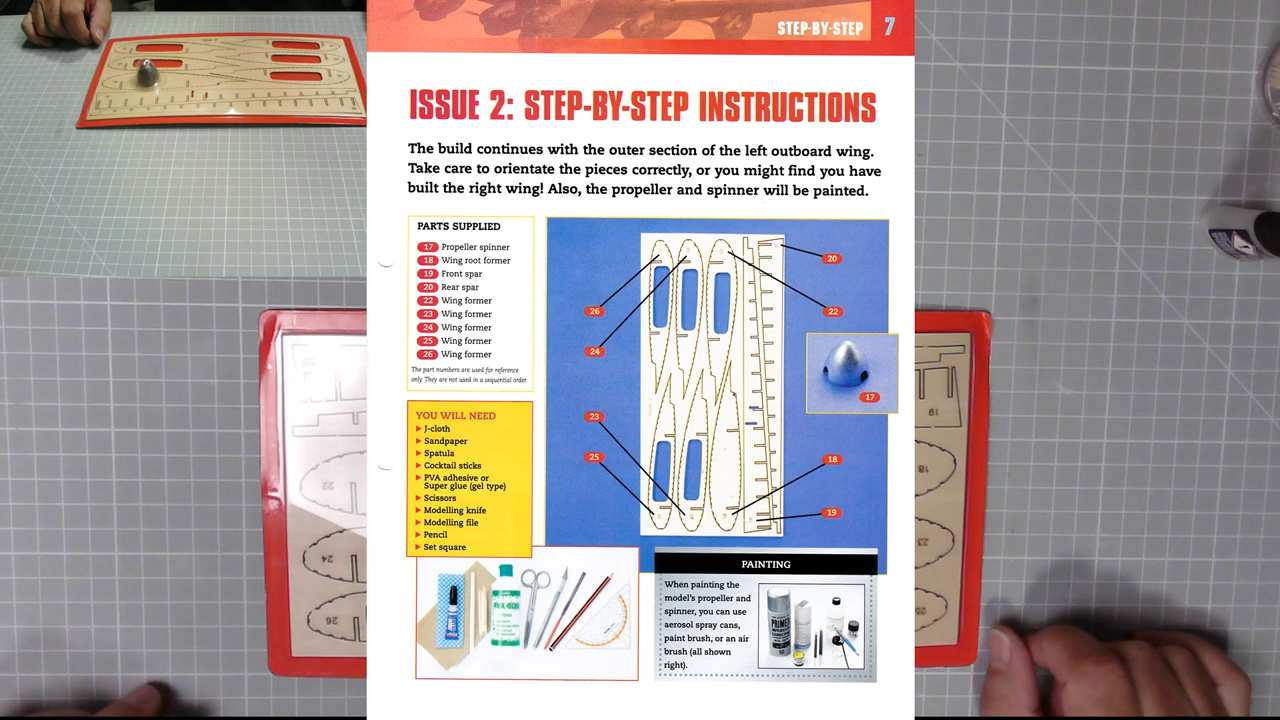 STEP-BY-STEP 7
ISSUE 2: STEP-BY-STEP INSTRUCTIONS
The build continues with the outer section of the left outboard wing.
Take care to orientate the pieces correctly, or you might find you have
built the right wing! Also, the propeller and spinner will be painted.
PARTS SUPPLIED
17 Propeller spinner
18 Wing root former
19 Front spar
20 Rear spar
22 Wing former
23 Wing former
24 Wing former
25 Wing former
26 Wing former
The part numbers are used for reference
only. They are not used in a sequential order.
YOU WILL NEED
J-cloth
Sandpaper
Spatula
Cocktail sticks
PVA adhesive or
Super glue (gel type)
Scissors
Modelling knife
Modelling file
Pencil
Set square
26
24
23
25
20
22
17
18
19
PAINTING
When painting the
model's propeller and
spinner, you can use
aerosol spray cans,
paint brush, or an air
brush (all shown
right).
PRIMER
PVA GLUE
22
24
26
19
18
23
25